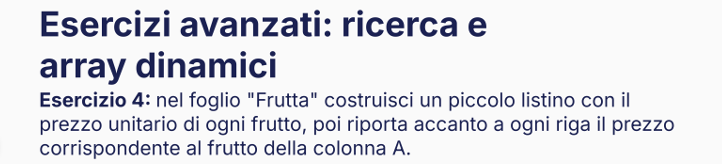 Esercizi avanzati: ricerca e
array dinamici
Esercizio 4: nel foglio "Frutta" costruisci un piccolo listino con il
prezzo unitario di ogni frutto, poi riporta accanto a ogni riga il prezzo
corrispondente al frutto della colonna A.